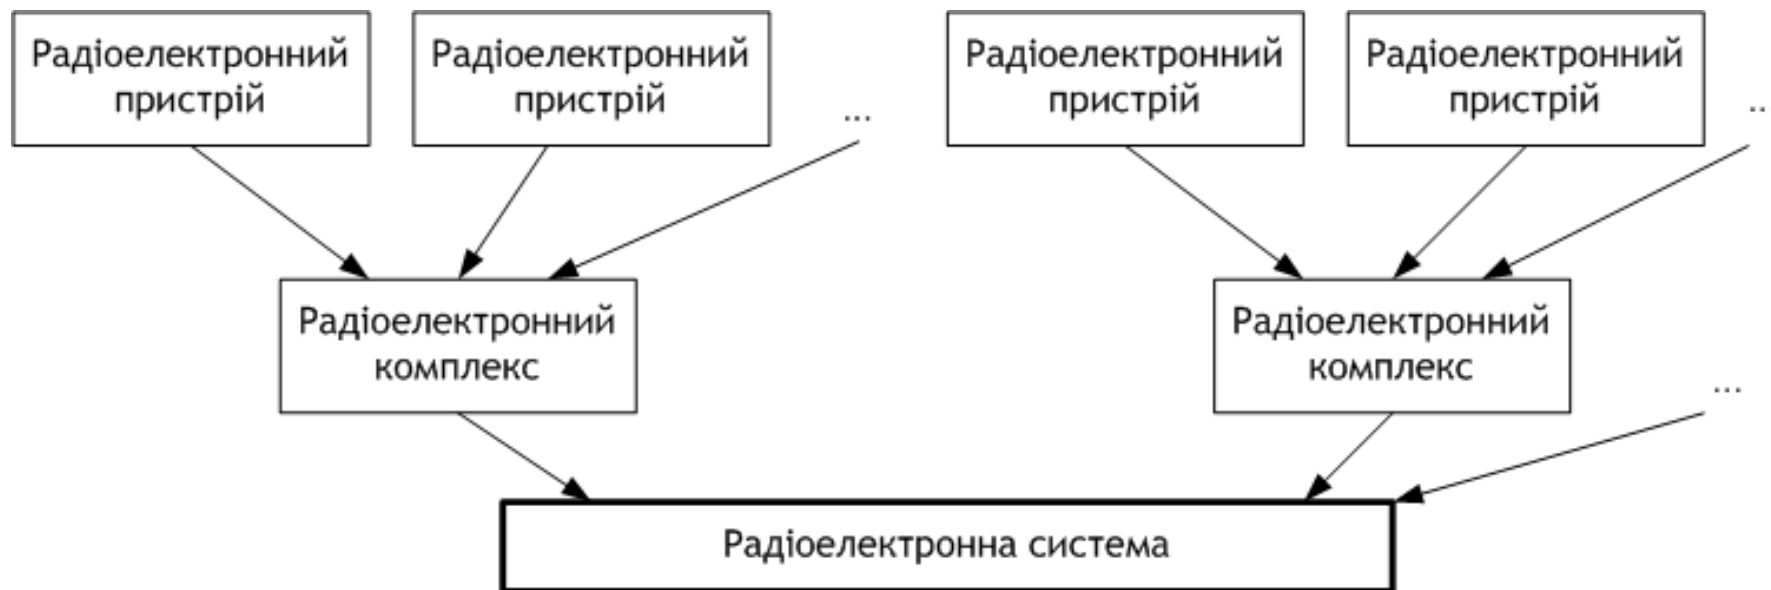 Радіоелектронний
пристрій
Радіоелектронний
пристрій
...
Радіоелектронний
пристрій
Радіоелектронний
пристрій
..
Радіоелектронний
комплекс
Радіоелектронний
комплекс
...
Радіоелектронна система